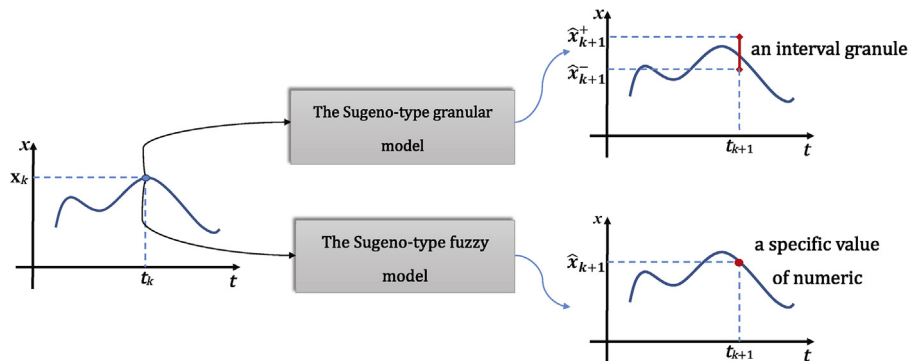 x
x̂⁺ₖ₊₁
x̂⁻ₖ₊₁
an interval granule
tₖ₊₁
t
The Sugeno-type granular
model
x
𝐱ₖ
tₖ
t
The Sugeno-type fuzzy
model
x
x̂ₖ₊₁
a specific value
of numeric
tₖ₊₁
t